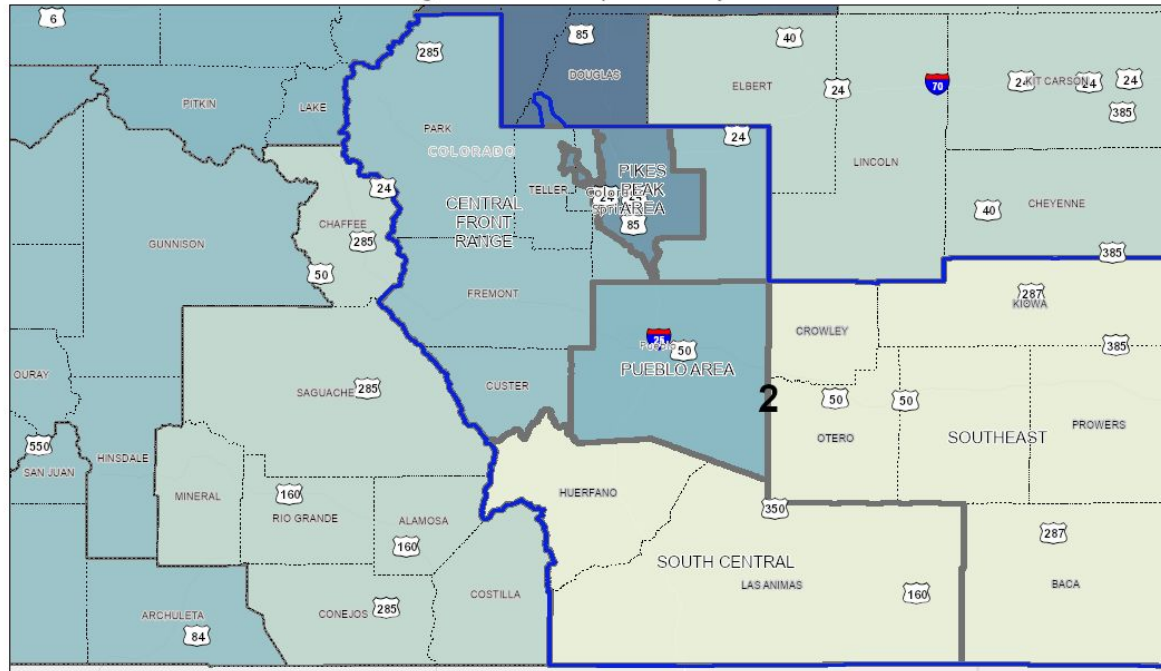 6
285
85
40
DOUGLAS
ELBERT
70
24
24
KIT CARSON
24
24
385
PITKIN
LAKE
PARK
COLORADO
24
LINCOLN
PIKES
PEAK
AREA
TELLER
24
24
85
CENTRAL
FRONT
RANGE
CHEYENNE
40
CHAFFEE
285
GUNNISON
50
385
FREMONT
287
KIOWA
25
Pueblo
50
PUEBLO AREA
CROWLEY
385
OURAY
SAGUACHE
285
CUSTER
2
50
50
OTERO
SOUTHEAST
PROWERS
550
SAN JUAN
HINSDALE
MINERAL
160
RIO GRANDE
ALAMOSA
160
HUERFANO
350
287
SOUTH CENTRAL
LAS ANIMAS
160
BACA
COSTILLA
CONEJOS
285
ARCHULETA
84